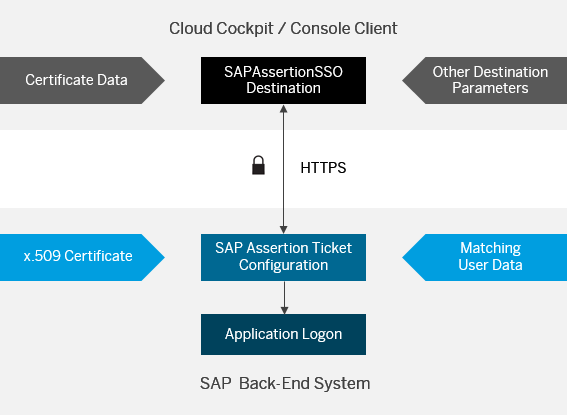 Cloud Cockpit / Console Client
Certificate Data
SAPAssertionSSO
Destination
Other Destination
Parameters
HTTPS
x.509 Certificate
SAP Assertion Ticket
Configuration
Matching
User Data
Application Logon
SAP Back-End System